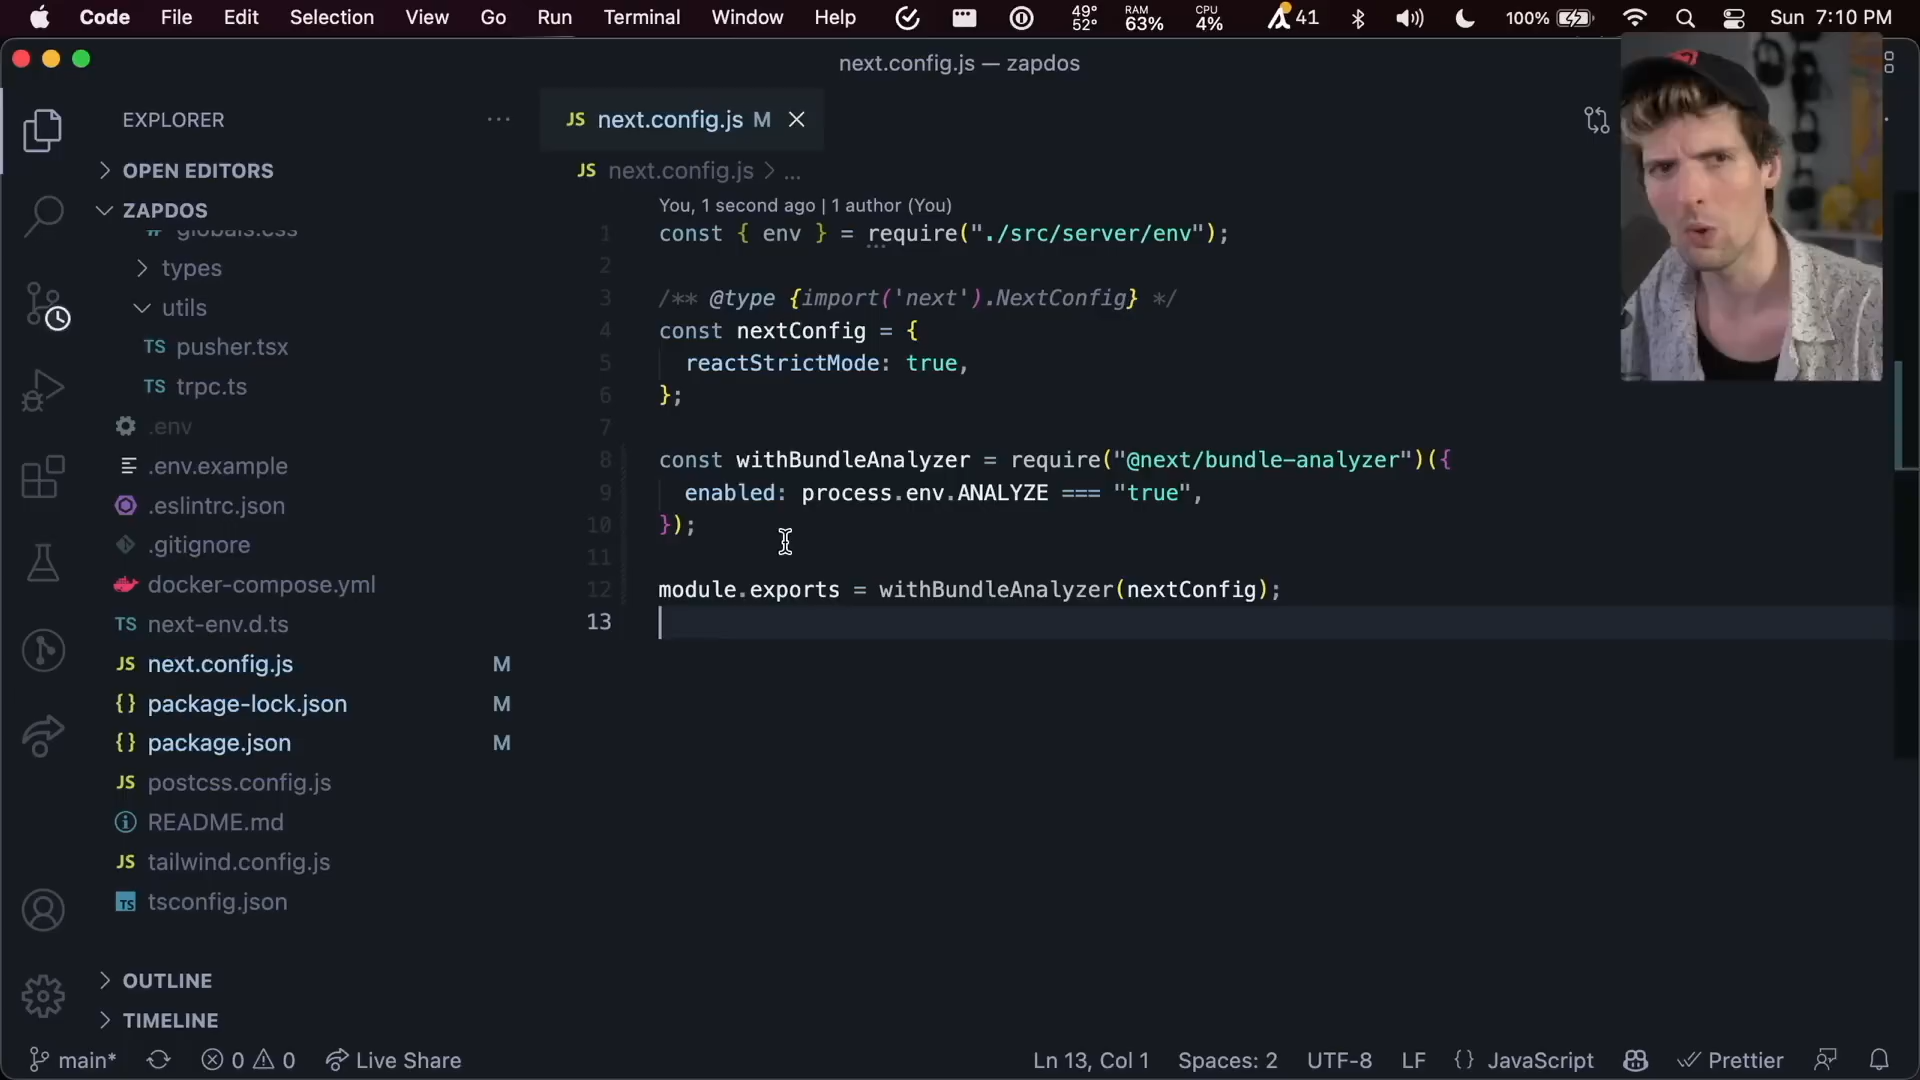 Code File Edit Selection View Go Run Terminal Window Help 49° 52° RAM 63% CPU 4% 41 100% Sun 7:10 PM
next.config.js — zapdos
EXPLORER
OPEN EDITORS
ZAPDOS
globals.css
types
utils
TS pusher.tsx
TS trpc.ts
.env
.env.example
.eslintrc.json
.gitignore
docker-compose.yml
TS next-env.d.ts
JS next.config.js M
{} package-lock.json M
{} package.json M
JS postcss.config.js
README.md
JS tailwind.config.js
TS tsconfig.json
OUTLINE
TIMELINE
JS next.config.js M
JS next.config.js > ...
You, 1 second ago | 1 author (You)
1 const { env } = require("./src/server/env");
2
3 /** @type {import('next').NextConfig} */
4 const nextConfig = {
5 reactStrictMode: true,
6 };
7
8 const withBundleAnalyzer = require("@next/bundle-analyzer")({
9 enabled: process.env.ANALYZE === "true",
10 });
11
12 module.exports = withBundleAnalyzer(nextConfig);
13
main* 0 0 Live Share Ln 13, Col 1 Spaces: 2 UTF-8 LF {} JavaScript Prettier